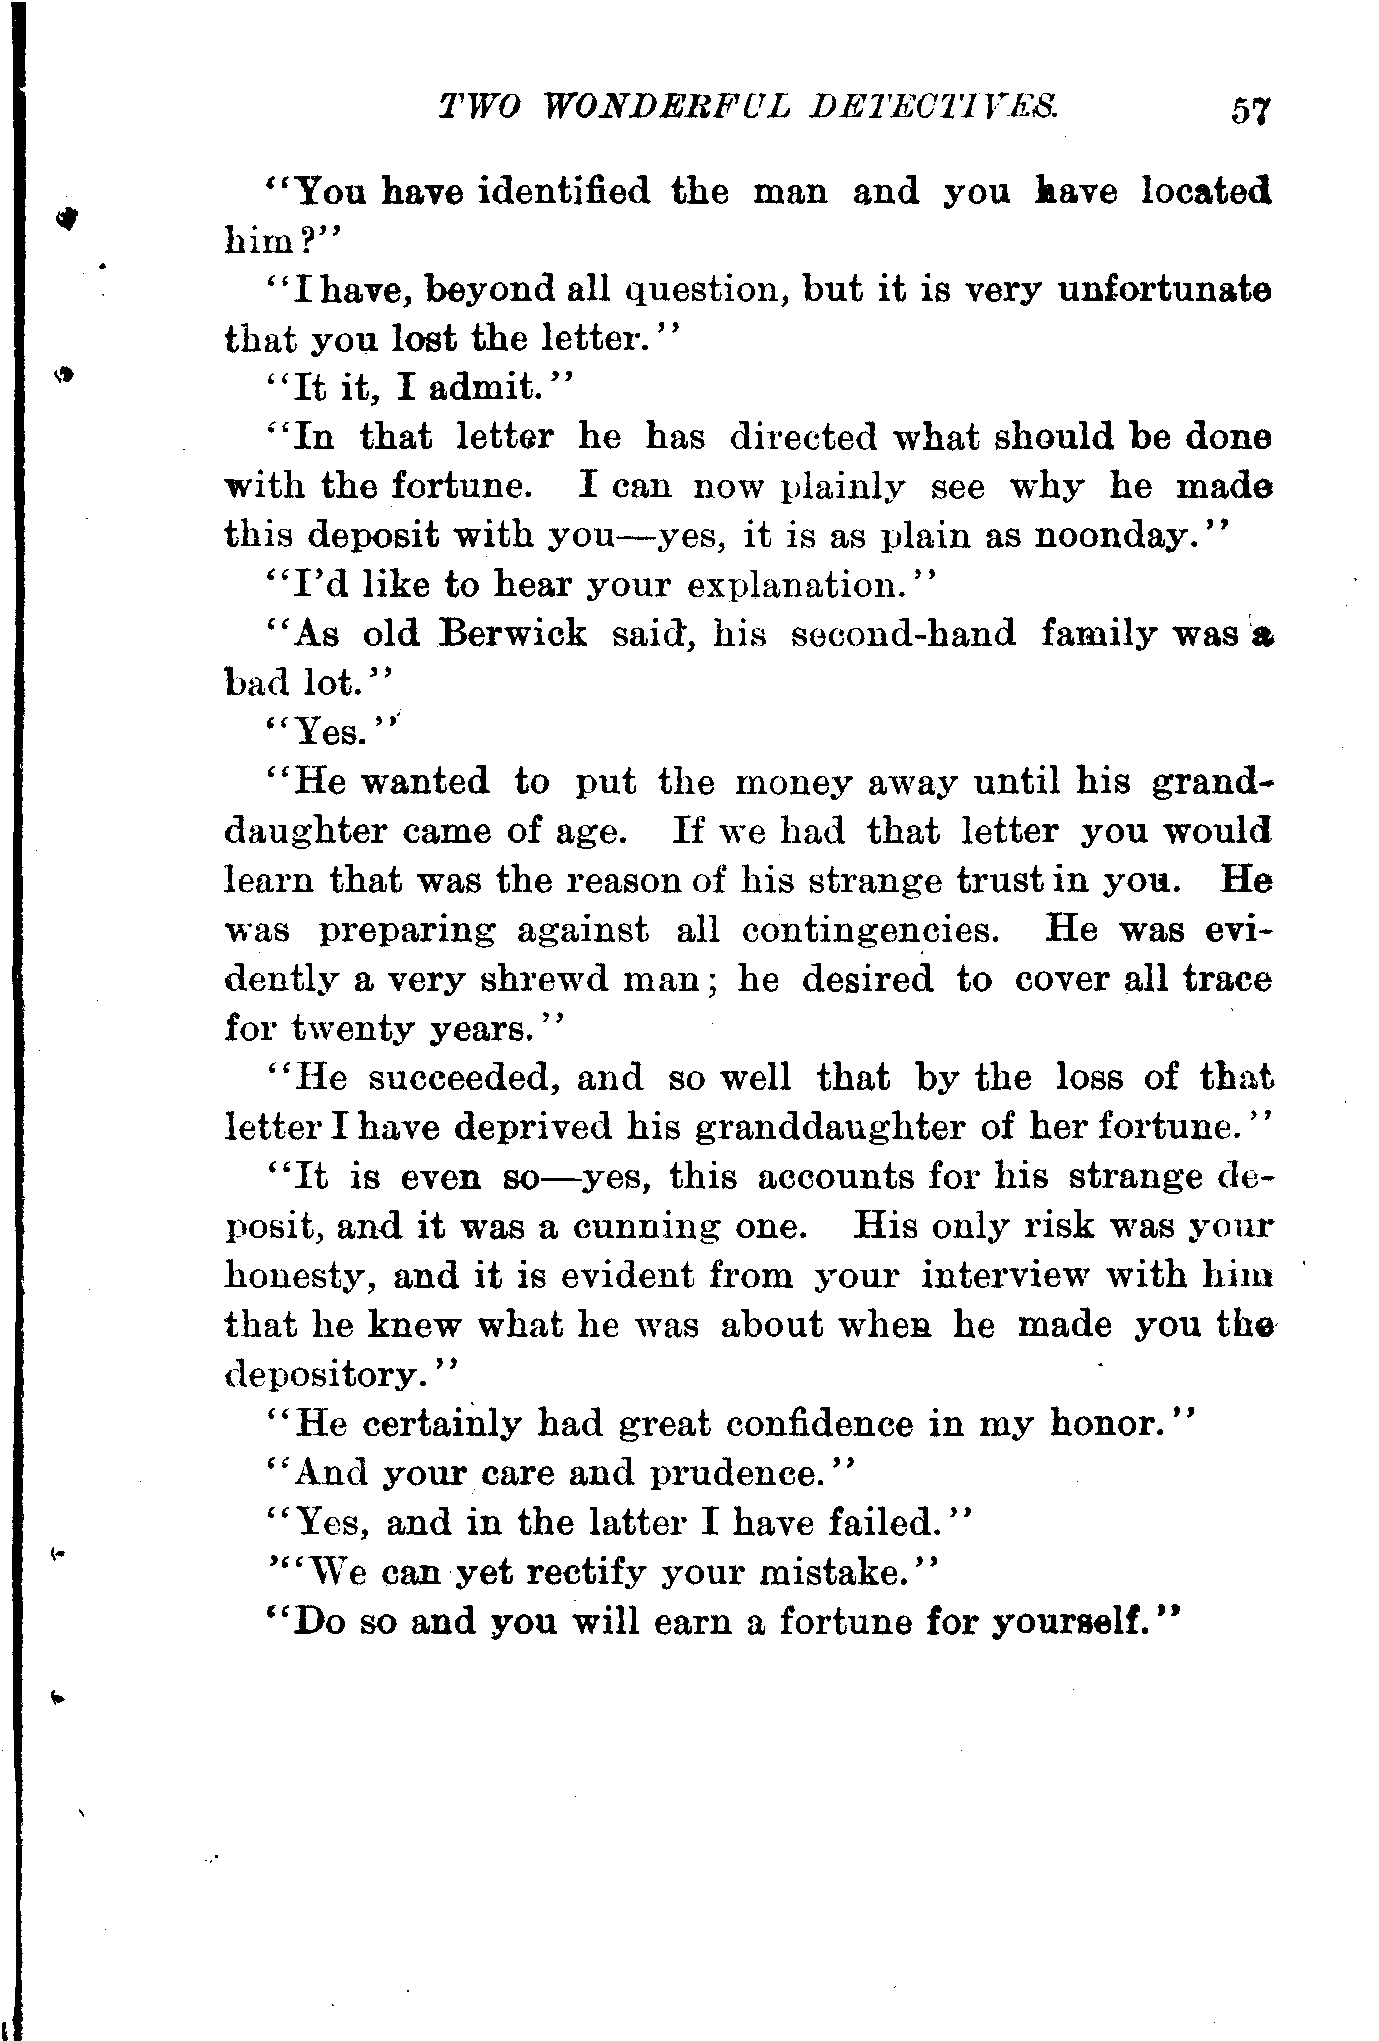 TWO WONDERFUL DETECTIVES. 57
"You have identified the man and you have located
him?"
"I have, beyond all question, but it is very unfortunate
that you lost the letter."
"It it, I admit."
"In that letter he has directed what should be done
with the fortune. I can now plainly see why he made
this deposit with you—yes, it is as plain as noonday."
"I'd like to hear your explanation."
"As old Berwick said, his second-hand family was a
bad lot."
"Yes."
"He wanted to put the money away until his grand-
daughter came of age. If we had that letter you would
learn that was the reason of his strange trust in you. He
was preparing against all contingencies. He was evi-
dently a very shrewd man; he desired to cover all trace
for twenty years."
"He succeeded, and so well that by the loss of that
letter I have deprived his granddaughter of her fortune."
"It is even so—yes, this accounts for his strange de-
posit, and it was a cunning one. His only risk was your
honesty, and it is evident from your interview with him
that he knew what he was about when he made you the
depository."
"He certainly had great confidence in my honor."
"And your care and prudence."
"Yes, and in the latter I have failed."
'"We can yet rectify your mistake."
"Do so and you will earn a fortune for yourself."